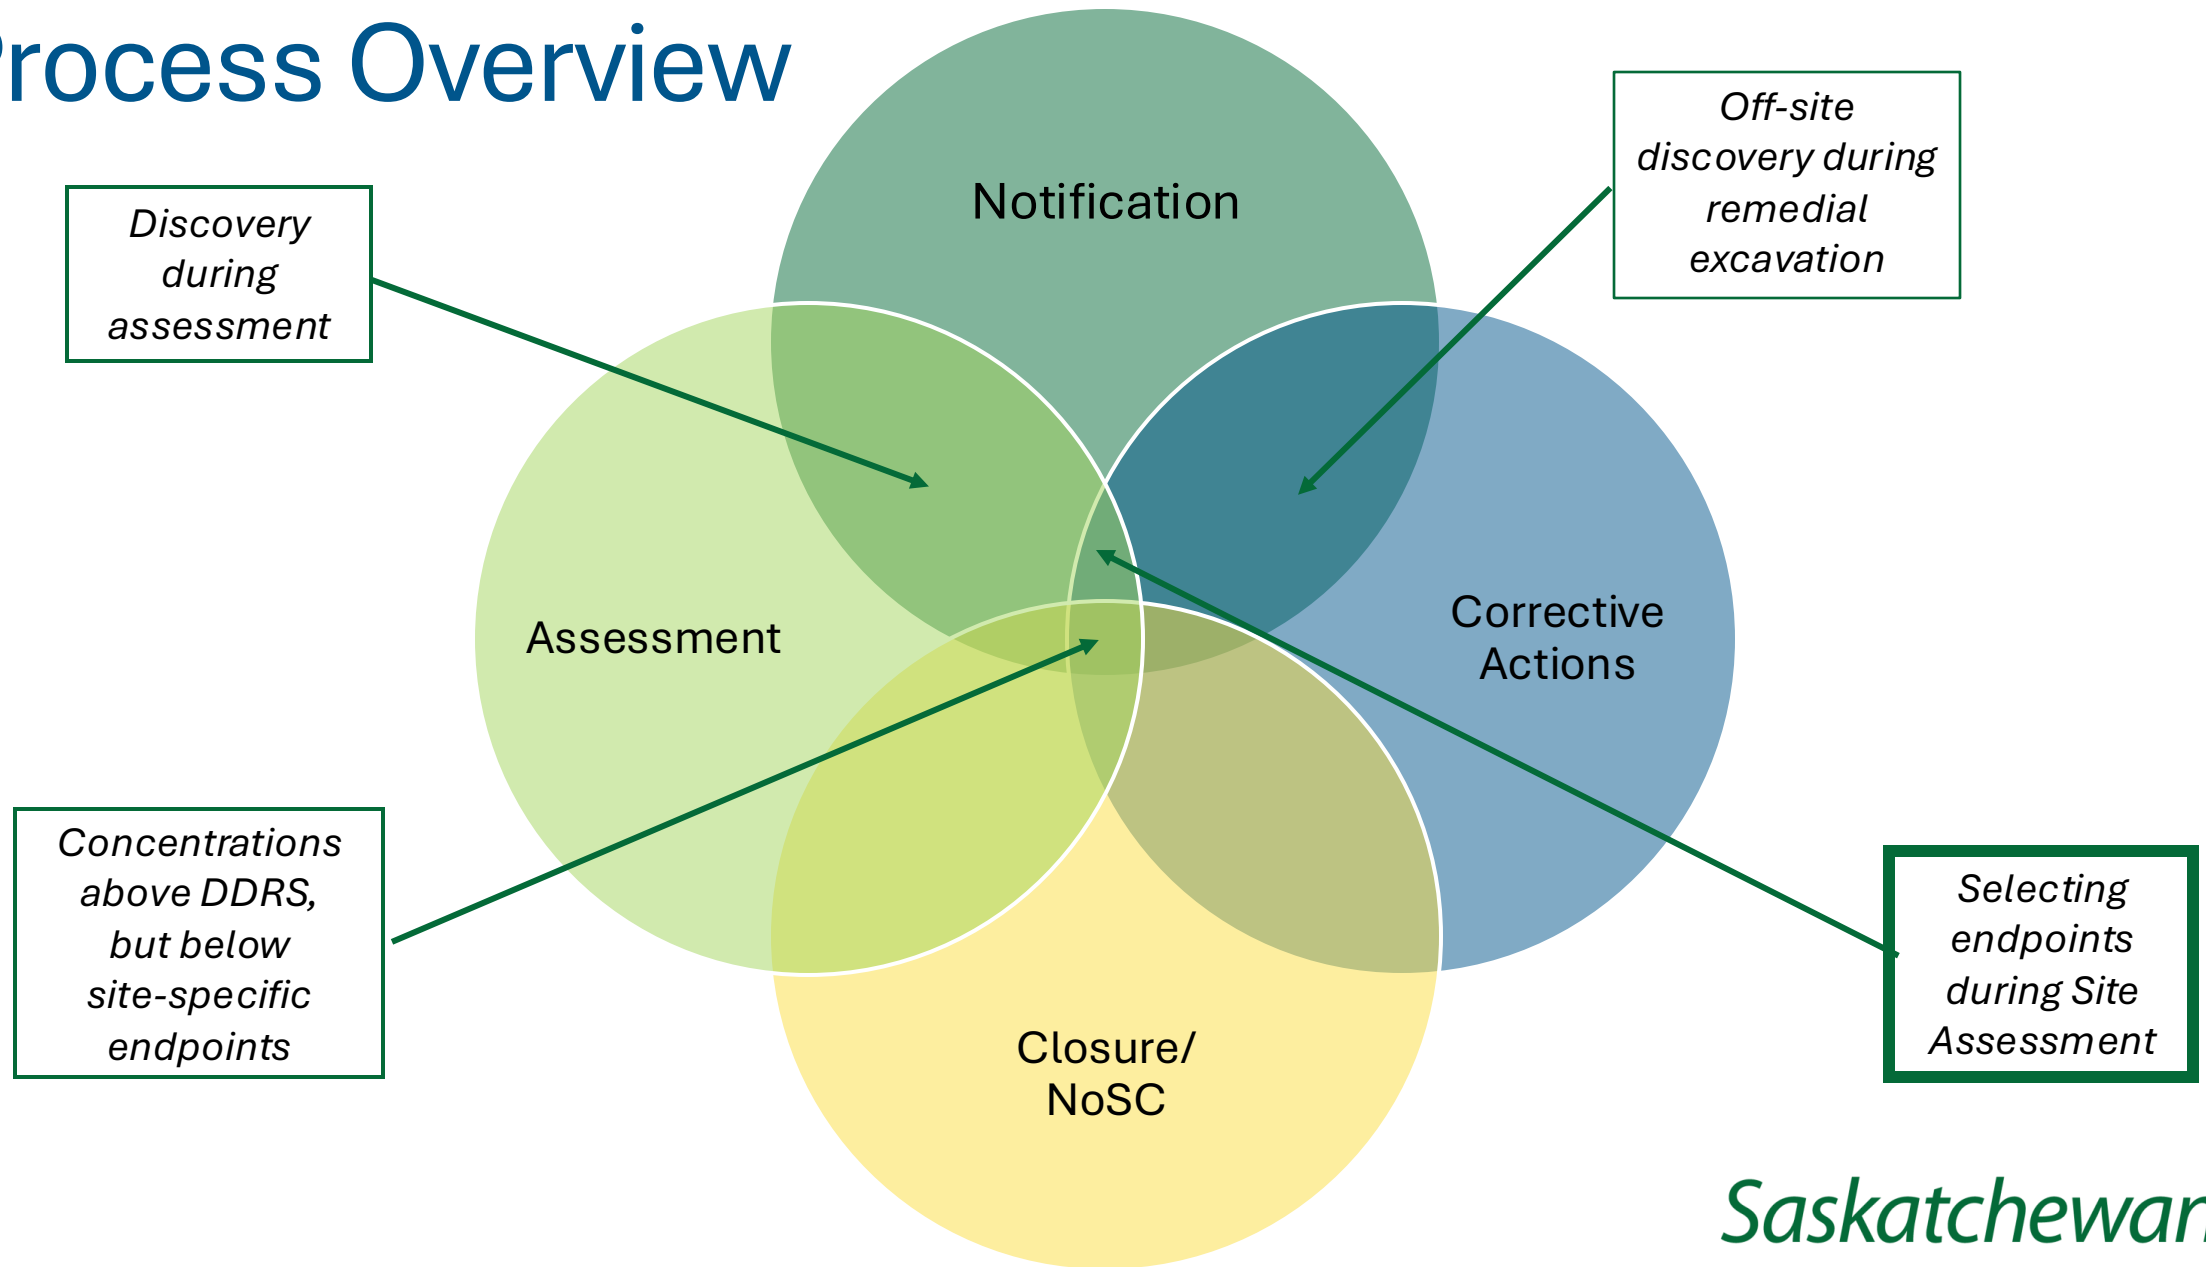 Process Overview
Notification
Off-site
discovery during
remedial
excavation
Discovery
during
assessment
Assessment
Corrective
Actions
Concentrations
above DDRS,
but below
site-specific
endpoints
Selecting
endpoints
during Site
Assessment
Closure/
NoSC
Saskatchewan